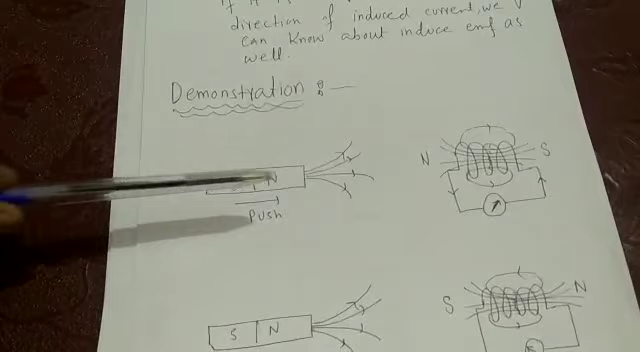 direction of induced current, we
can know about induce emf as
well.
Demonstration :—
N
N S
push
S N
S N